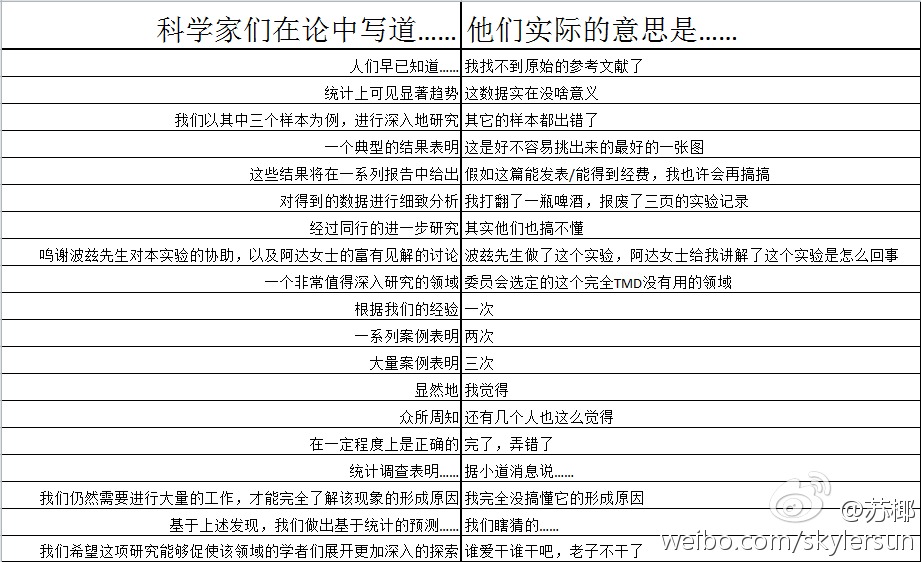 科学家们在论中写道…… 他们实际的意思是……
人们早已知道…… 我找不到原始的参考文献了
统计上可见显著趋势 这数据实在没啥意义
我们以其中三个样本为例，进行深入地研究 其它的样本都出错了
一个典型的结果表明 这是好不容易挑出来的最好的一张图
这些结果将在一系列报告中给出 假如这篇能发表/能得到经费，我也许会再搞搞
对得到的数据进行细致分析 我打翻了一瓶啤酒，报废了三页的实验记录
经过同行的进一步研究 其实他们也搞不懂
鸣谢波兹先生对本实验的协助，以及阿达女士的富有见解的讨论 波兹先生做了这个实验，阿达女士给我讲解了这个实验是怎么回事
一个非常值得深入研究的领域 委员会选定的这个完全TMD没有用的领域
根据我们的经验 一次
一系列案例表明 两次
大量案例表明 三次
显然地 我觉得
众所周知 还有几个人也这么觉得
在一定程度上是正确的 完了，弄错了
统计调查表明…… 据小道消息说……
我们仍然需要进行大量的工作，才能完全了解该现象的形成原因 我完全没搞懂它的形成原因
基于上述发现，我们做出基于统计的预测…… 我们瞎猜的……
我们希望这项研究能够促使该领域的学者们展开更加深入的探索 谁爱干谁干吧，老子不干了
@苏椰
weibo.com/skylersun